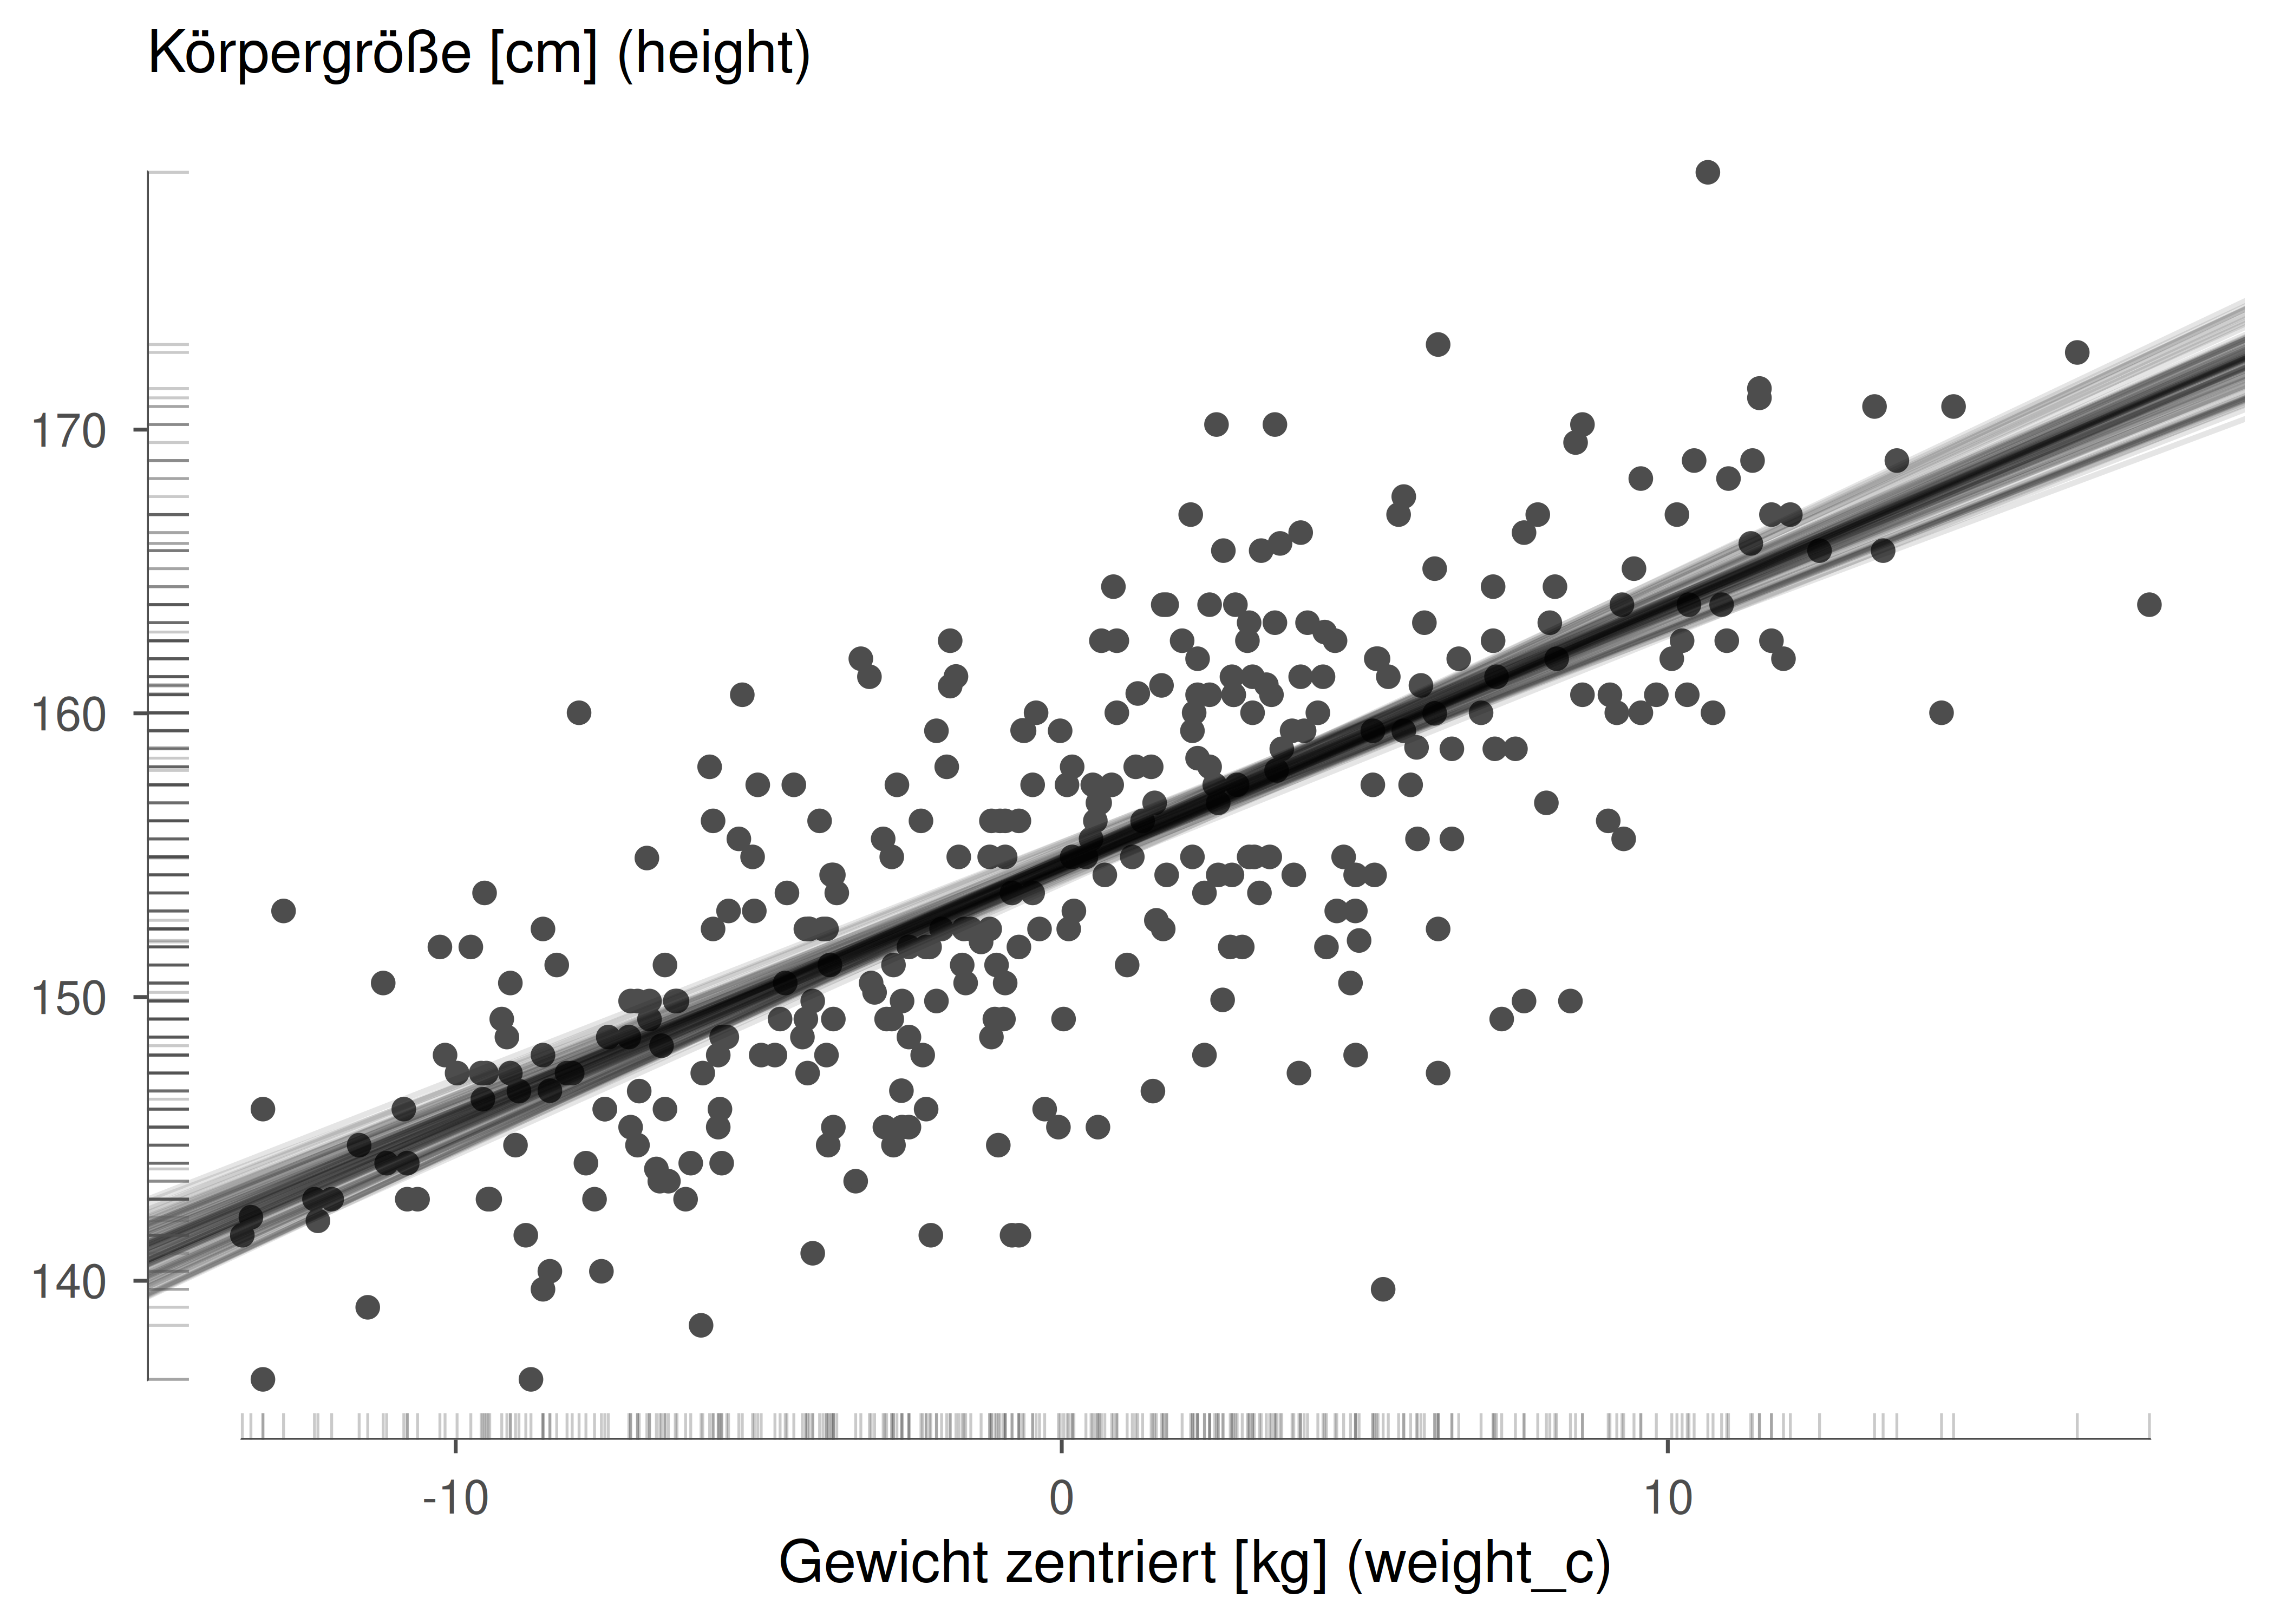 Körpergröße [cm] (height)
170
160
150
140
-10 0 10
Gewicht zentriert [kg] (weight_c)